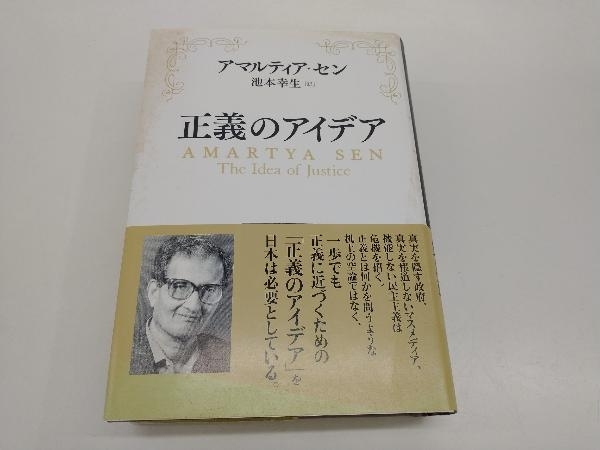 アマルティア・セン
池本幸生[訳]
正義のアイデア
AMARTYA SEN
The Idea of Justice
真実を隠す政府、
真実を報道しないマスメディア、
機能しない民主主義は
危機を招く。
正義とは何かを問うような
机上の空論ではなく、
一歩でも
正義に近づくための
『正義のアイデア』を
日本は必要としている。